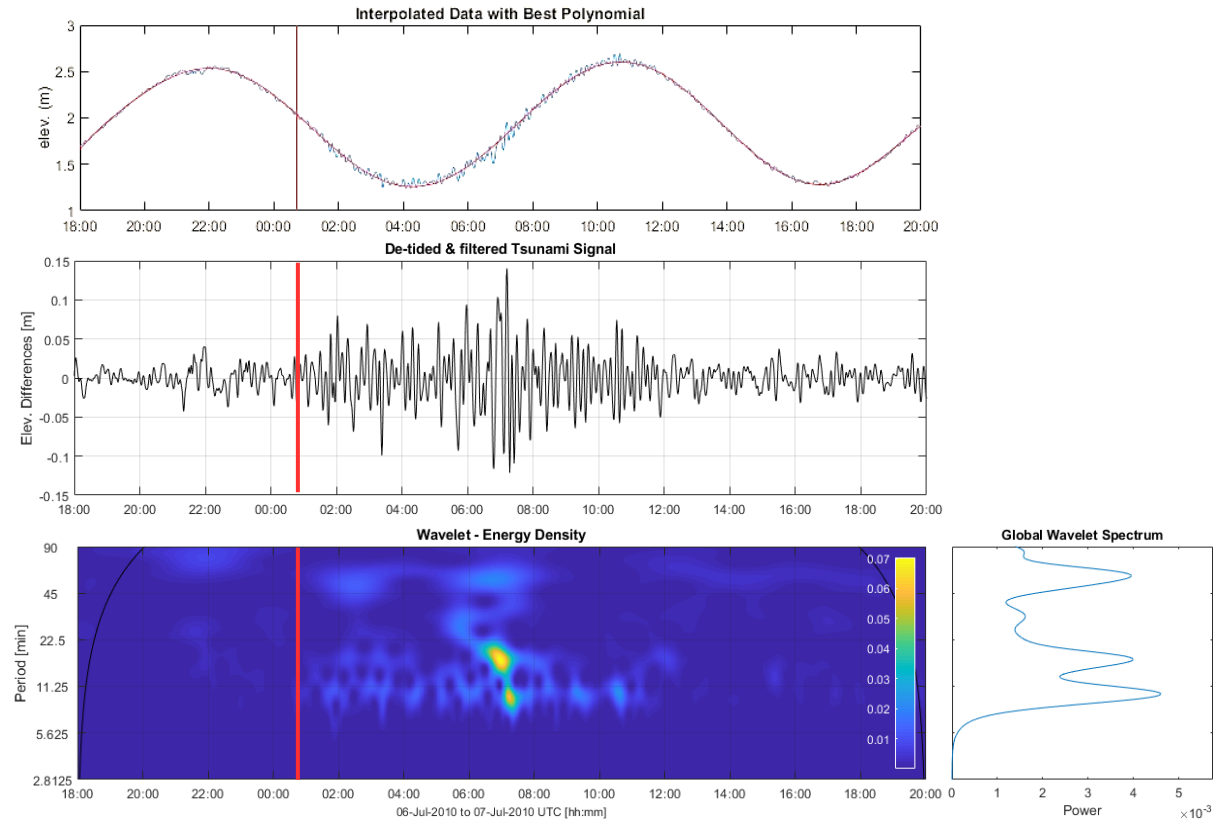 Interpolated Data with Best Polynomial
elev. (m)
3
2.5
2
1.5
1
18:00 20:00 22:00 00:00 02:00 04:00 06:00 08:00 10:00 12:00 14:00 16:00 18:00 20:00
De-tided & filtered Tsunami Signal
Elev. Differences [m]
0.15
0.1
0.05
0
-0.05
-0.1
-0.15
18:00 20:00 22:00 00:00 02:00 04:00 06:00 08:00 10:00 12:00 14:00 16:00 18:00 20:00
Wavelet - Energy Density
Period [min]
90
45
22.5
11.25
5.625
2.8125
0.07
0.06
0.05
0.04
0.03
0.02
0.01
18:00 20:00 22:00 00:00 02:00 04:00 06:00 08:00 10:00 12:00 14:00 16:00 18:00 20:00
06-Jul-2010 to 07-Jul-2010 UTC [hh:mm]
Global Wavelet Spectrum
0 1 2 3 4 5
Power
×10-3